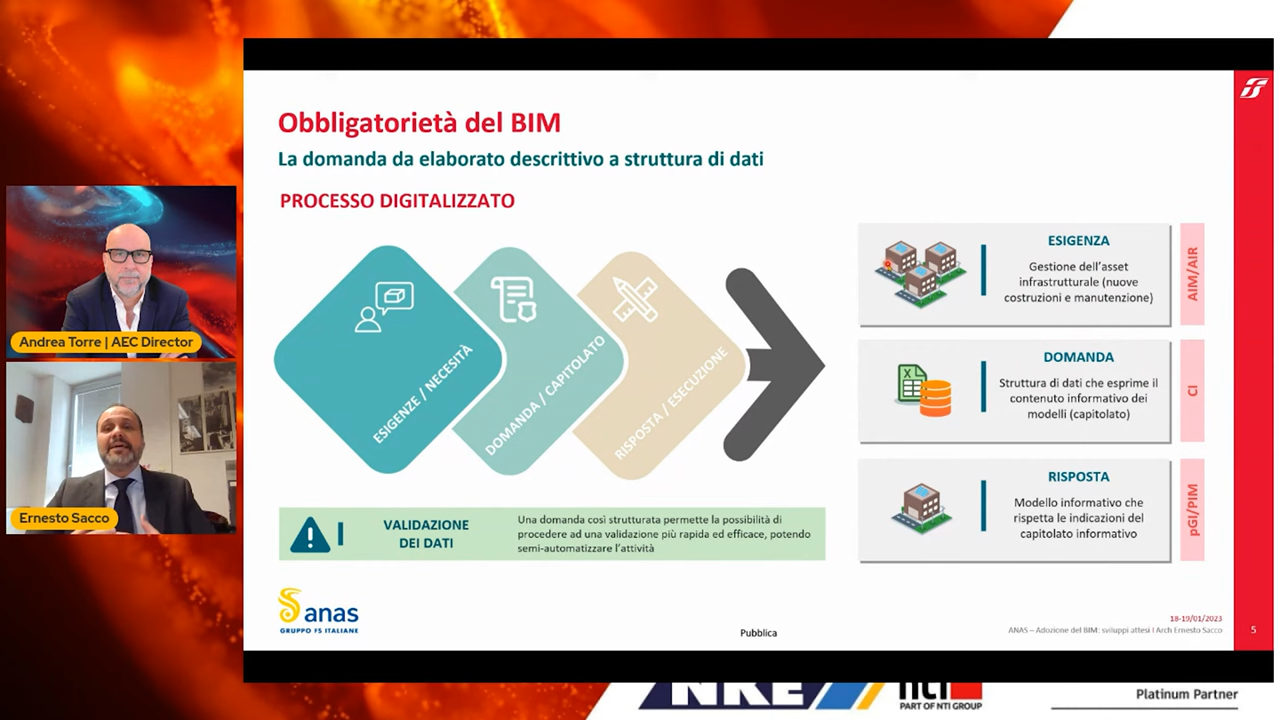 Obbligatorietà del BIM
La domanda da elaborato descrittivo a struttura di dati
PROCESSO DIGITALIZZATO
ESIGENZE / NECESITÀ
DOMANDA / CAPITOLATO
RISPOSTA / ESECUZIONE
ESIGENZA
Gestione dell'asset
infrastrutturale (nuove
costruzioni e manutenzione)
AIM/AIR
DOMANDA
Struttura di dati che esprime il
contenuto informativo dei
modelli (capitolato)
CI
RISPOSTA
Modello informativo che
rispetta le indicazioni del
capitolato informativo
pGI/PIM
VALIDAZIONE
DEI DATI
Una domanda così strutturata permette la possibilità di
procedere ad una validazione più rapida ed efficace, potendo
semi-automatizzare l'attività
anas
GRUPPO FS ITALIANE
Pubblica
18-19/01/2023
ANAS – Adozione del BIM: sviluppi attesi I Arch Ernesto Sacco
5
Andrea Torre | AEC Director
Ernesto Sacco
NKE
nti
PART OF NTI GROUP
Platinum Partner